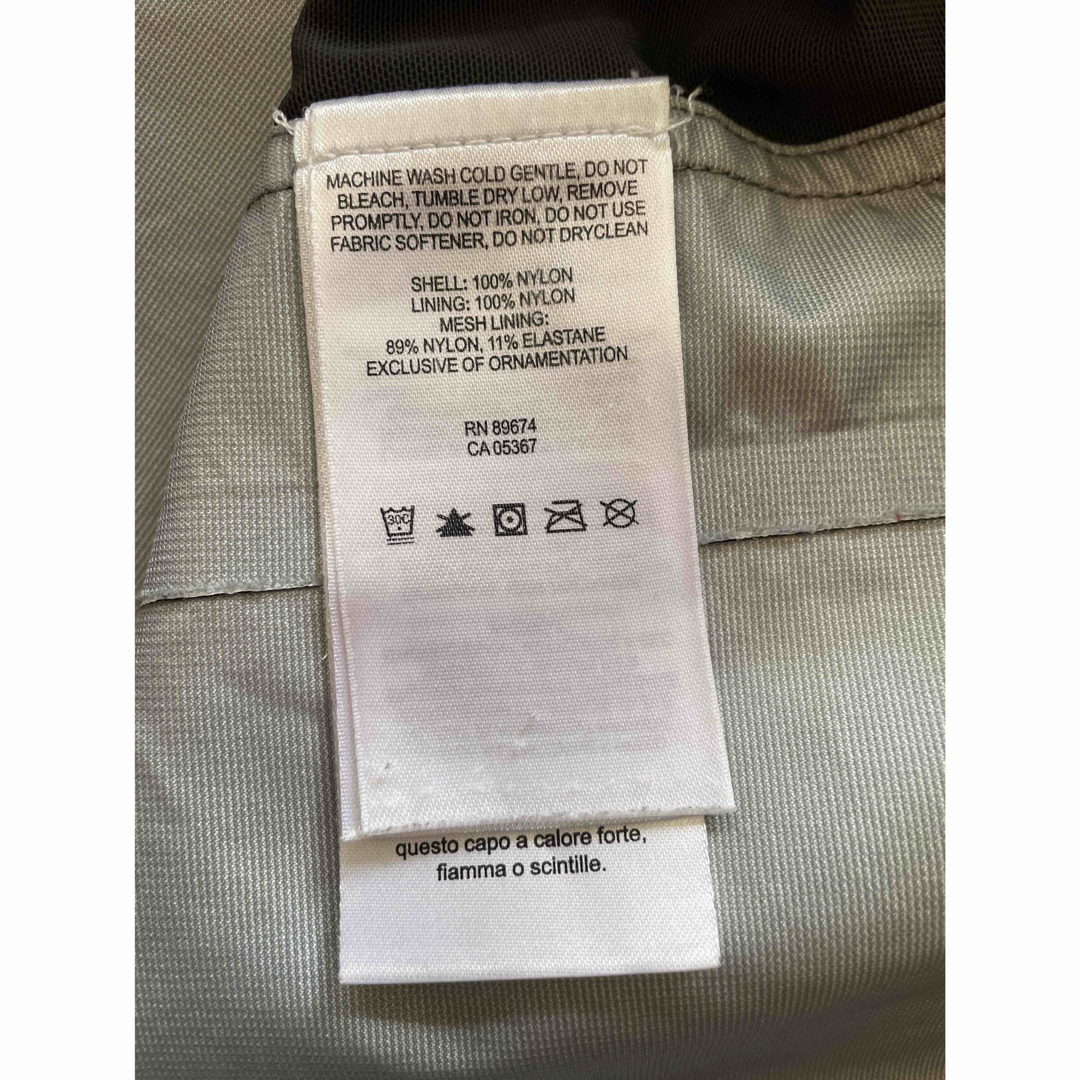 MACHINE WASH COLD GENTLE, DO NOT
BLEACH, TUMBLE DRY LOW, REMOVE
PROMPTLY, DO NOT IRON, DO NOT USE
FABRIC SOFTENER, DO NOT DRYCLEAN
SHELL: 100% NYLON
LINING: 100% NYLON
MESH LINING:
89% NYLON, 11% ELASTANE
EXCLUSIVE OF ORNAMENTATION
RN 89674
CA 05367
30C
questo capo a calore forte,
fiamma o scintille.